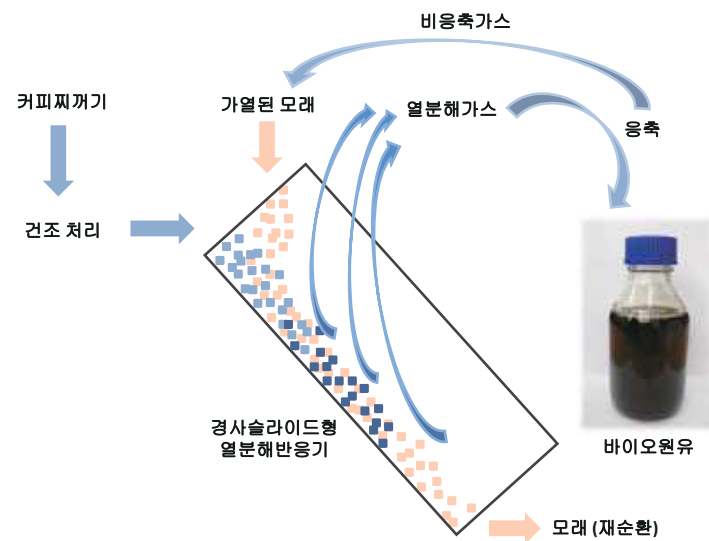 비응축가스
커피찌꺼기
가열된 모래
열분해가스
응축
건조 처리
경사슬라이드형
열분해반응기
바이오원유
모래 (재순환)